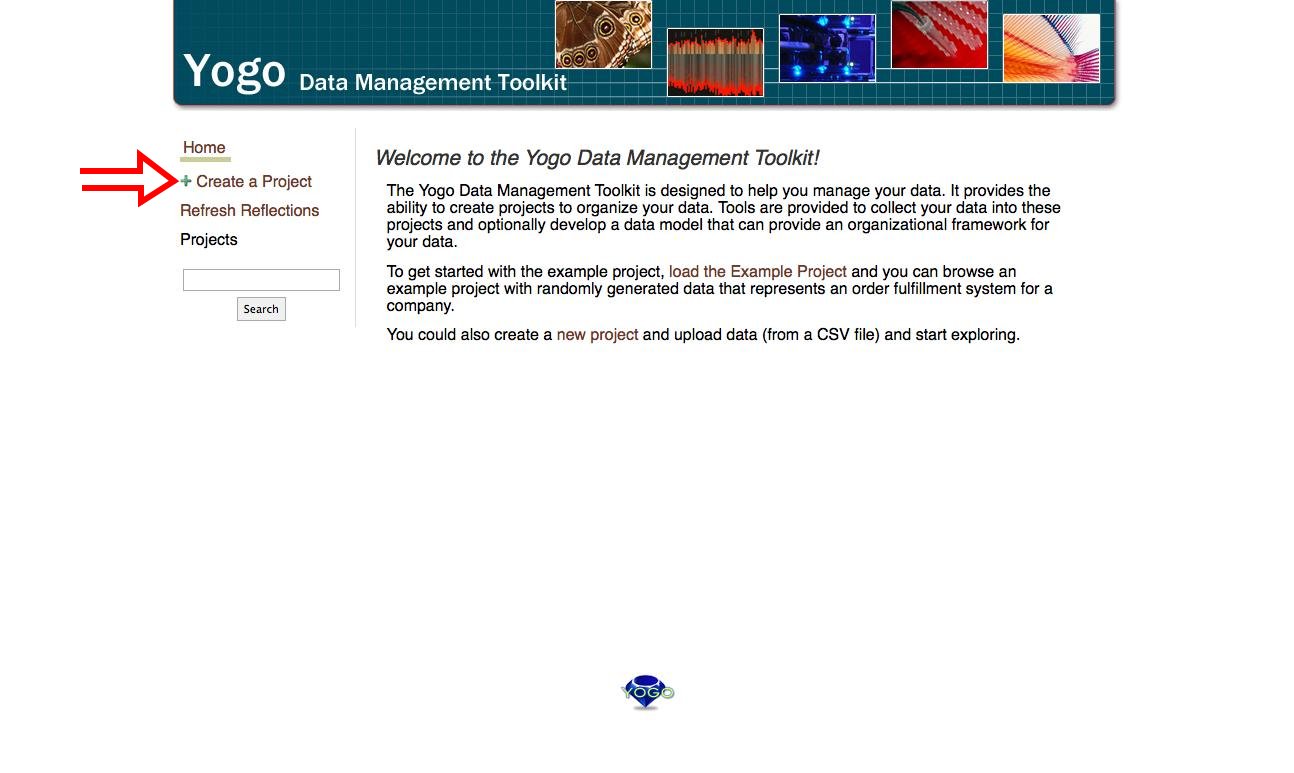 Yogo Data Management Toolkit
Home
Create a Project
Refresh Reflections
Projects
Search
Welcome to the Yogo Data Management Toolkit!
The Yogo Data Management Toolkit is designed to help you manage your data. It provides the
ability to create projects to organize your data. Tools are provided to collect your data into these
projects and optionally develop a data model that can provide an organizational framework for
your data.
To get started with the example project, load the Example Project and you can browse an
example project with randomly generated data that represents an order fulfillment system for a
company.
You could also create a new project and upload data (from a CSV file) and start exploring.
YOGO